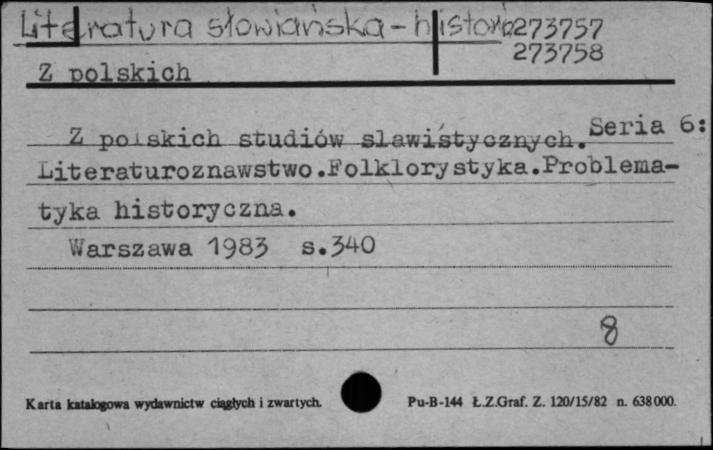 Literatura słowiańska - historia 273757
273758
Z polskich
Z polskich studiów slawistycznych. Seria 6:
Literaturoznawstwo.Folklorystyka.Problema-
tyka historyczna.
Warszawa 1983 s.340
8
Karta katalogowa wydawnictw ciągłych i zwartych. Pu-B-144 Ł.Z.Graf. Z. 120/15/82 n. 638000.